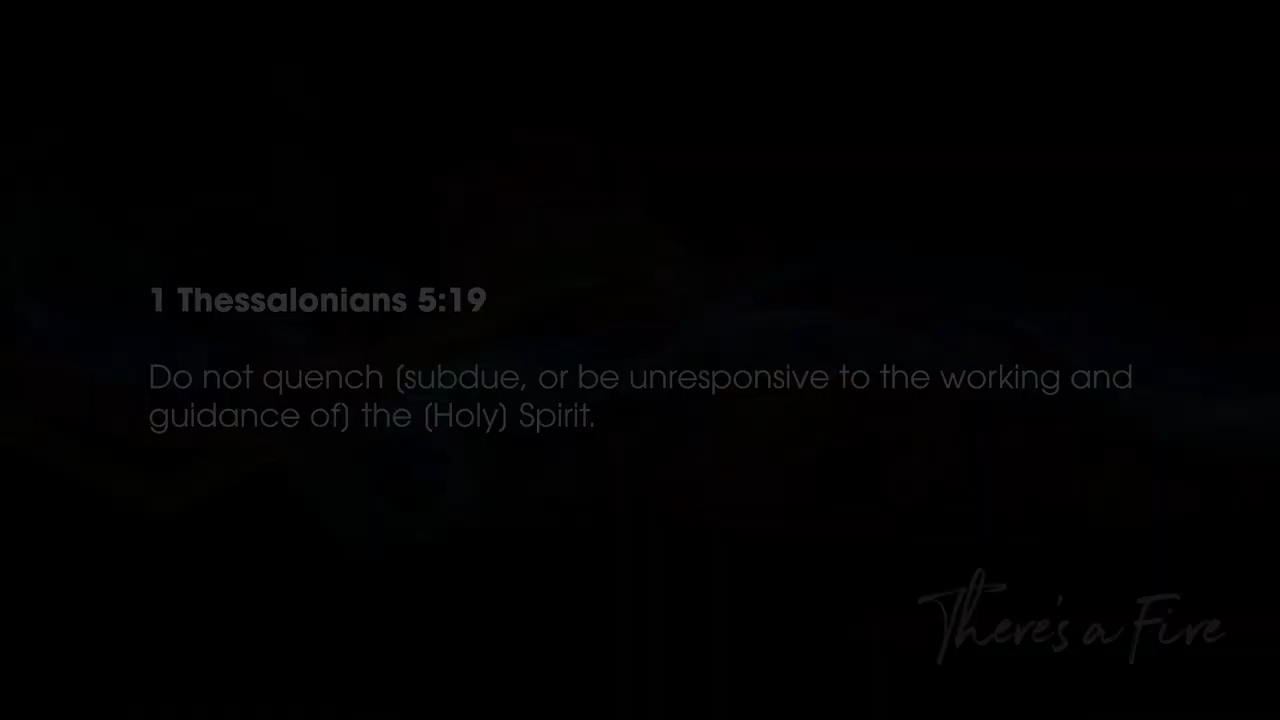 1 Thessalonians 5:19
Do not quench (subdue, or be unresponsive to the working and
guidance of) the (Holy) Spirit.
There's a Fire